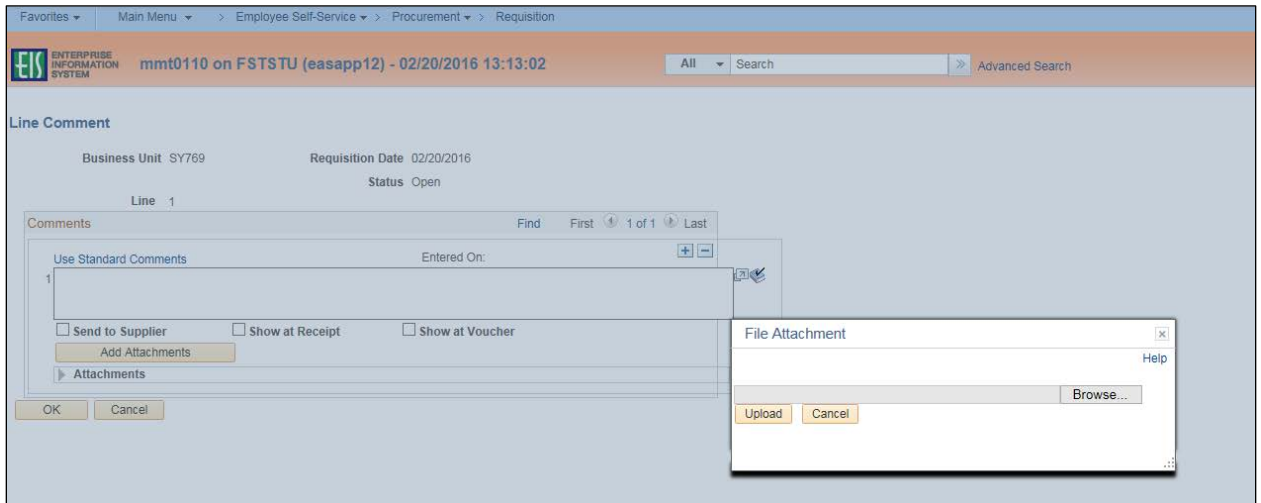 Favorites Main Menu > Employee Self-Service > Procurement > Requisition
EIS ENTERPRISE INFORMATION SYSTEM
mmt0110 on FSTSTU (easapp12) - 02/20/2016 13:13:02
All Search » Advanced Search
Line Comment
Business Unit SY769 Requisition Date 02/20/2016
Status Open
Line 1
Comments Find First 1 of 1 Last
Use Standard Comments Entered On:
1
Send to Supplier Show at Receipt Show at Voucher
Add Attachments
Attachments
OK Cancel
File Attachment
Help
Browse...
Upload Cancel